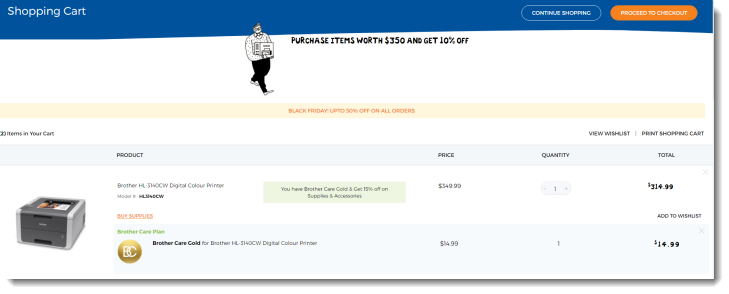 Shopping Cart
CONTINUE SHOPPING
PROCEED TO CHECKOUT
PURCHASE ITEMS WORTH $350 AND GET 10% OFF
BLACK FRIDAY! UPTO 50% OFF ON ALL ORDERS
(2) Items in Your Cart
VIEW WISHLIST | PRINT SHOPPING CART
PRODUCT PRICE QUANTITY TOTAL
Brother HL-3140CW Digital Colour Printer
Model #: HL3140CW
You have Brother Care Gold & Get 15% off on
Supplies & Accessories
$349.99
- 1 +
$314.99
BUY SUPPLIES
ADD TO WISHLIST
Brother Care Plan
BC
Brother Care Gold for Brother HL-3140CW Digital Colour Printer
$14.99
1
$14.99